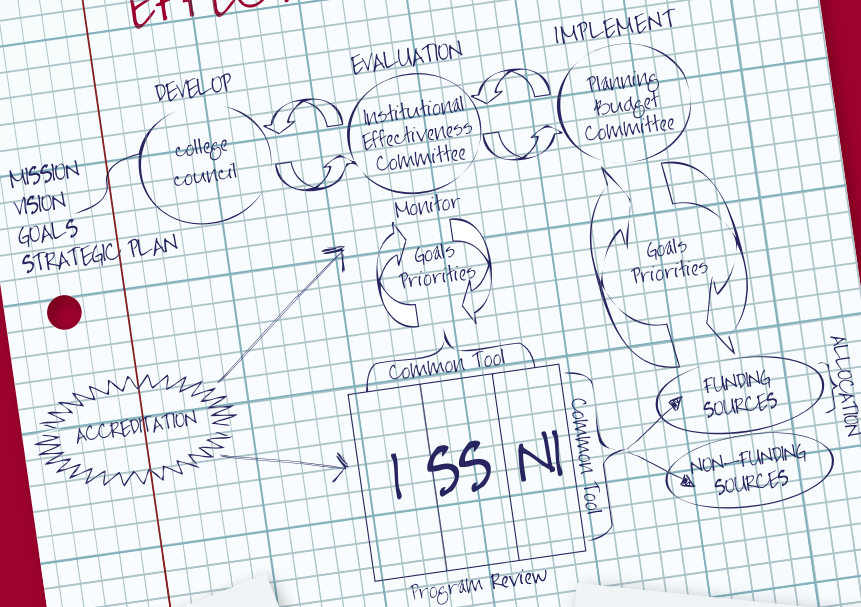 DEVELOP
EVALUATION
IMPLEMENT
college
council
Institutional
Effectiveness
Committee
Planning
Budget
Committee
MISSION
VISION
GOALS
STRATEGIC PLAN
Monitor
Goals
Priorities
Goals
Priorities
ACCREDITATION
Common Tool
I SS NI
Common Tool
FUNDING
SOURCES
NON-FUNDING
SOURCES
ALLOCATION
Program Review